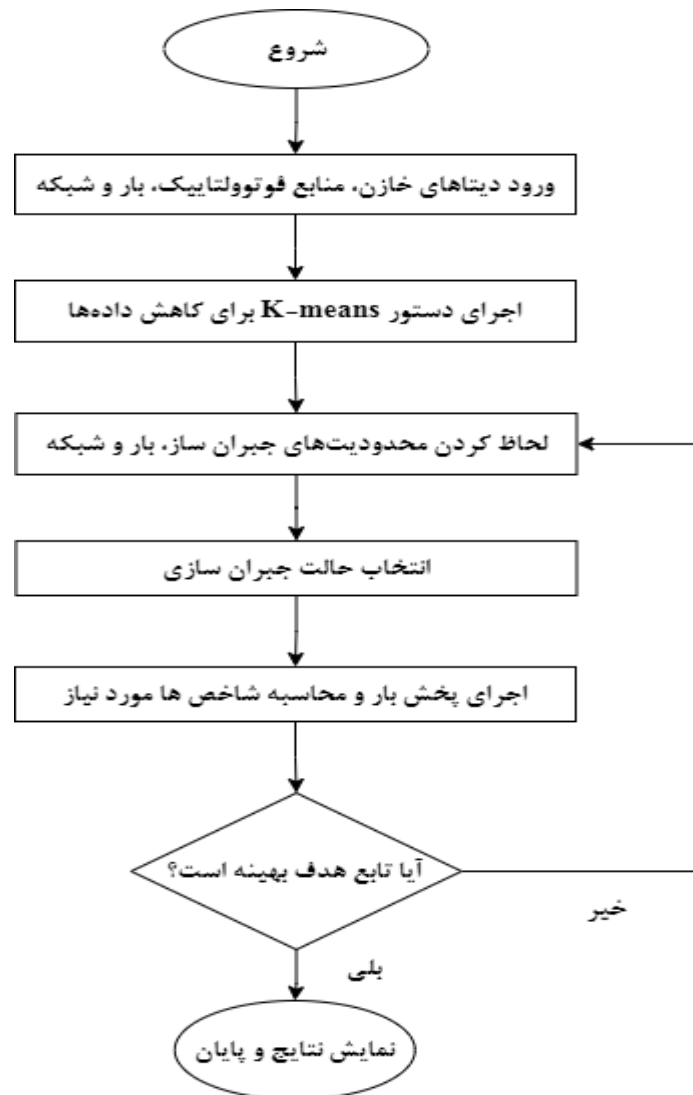 شروع
ورود دیتاهای خازن، منابع فوتوولتاییک، بار و شبکه
اجرای دستور K-means برای کاهش داده‌ها
لحاظ کردن محدودیت‌های جبران ساز، بار و شبکه
انتخاب حالت جبران سازی
اجرای پخش بار و محاسبه شاخص ها مورد نیاز
آیا تابع هدف بهینه است؟
خیر
بلی
نمایش نتایج و پایان